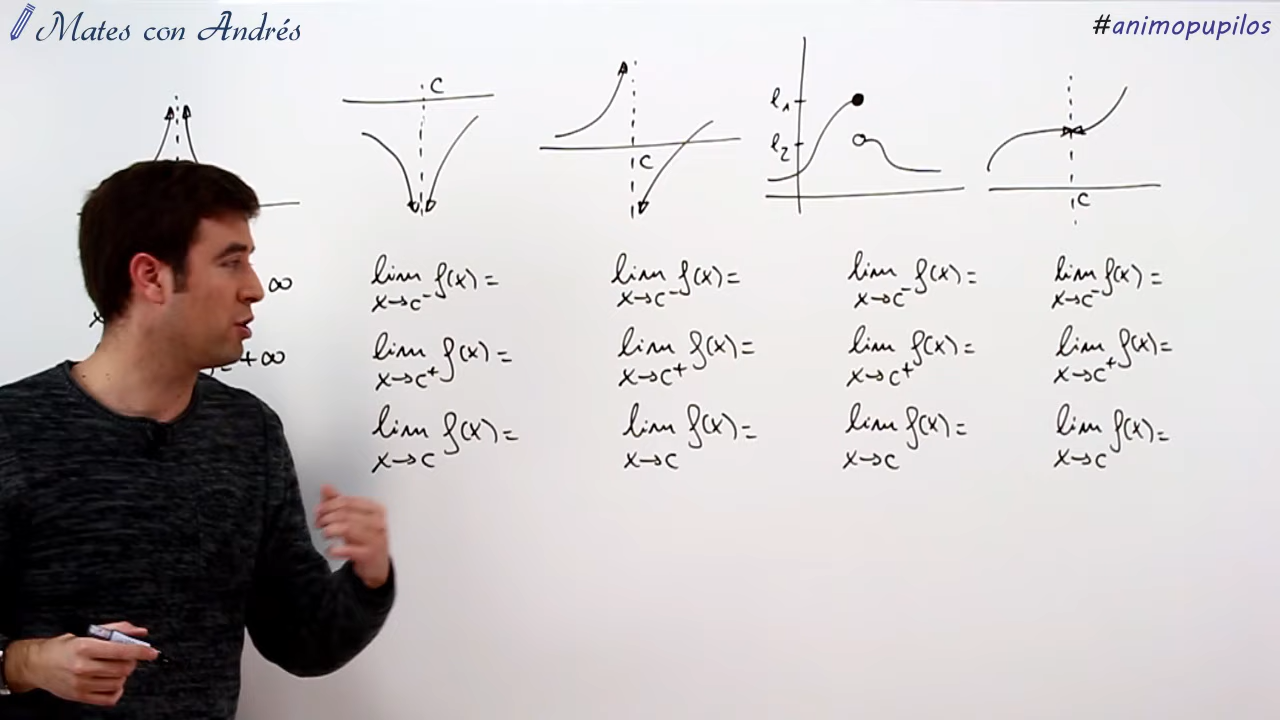 Mates con Andrés
#animopupilos
c
c
l₁
l₂
c
∞
+∞
lim f(x)=
x→c⁻
lim f(x)=
x→c⁺
lim f(x)=
x→c
lim f(x)=
x→c⁻
lim f(x)=
x→c⁺
lim f(x)=
x→c
lim f(x)=
x→c⁻
lim f(x)=
x→c⁺
lim f(x)=
x→c
lim f(x)=
x→c⁻
lim f(x)=
x→c⁺
lim f(x)=
x→c